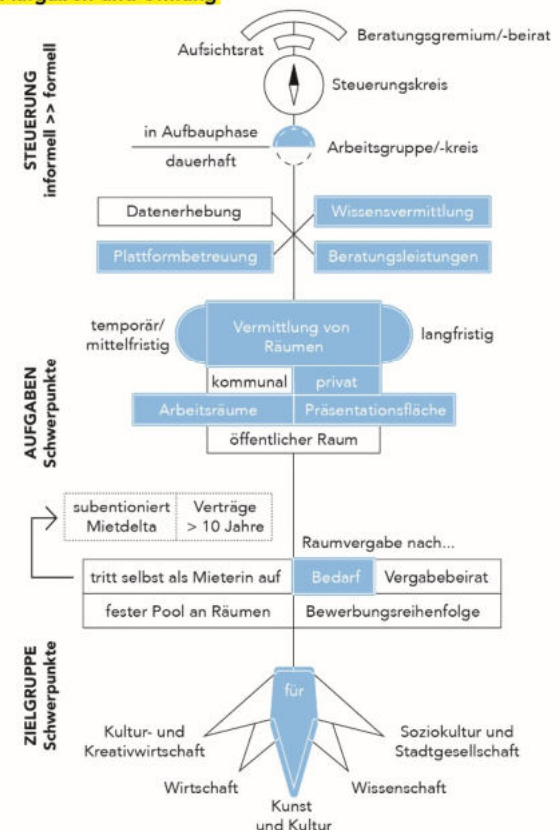 Aufgaben und Umfang
Beratungsgremium/-beirat
Aufsichtsrat
Steuerungskreis
STEUERUNG
informell >> formell
in Aufbauphase
dauerhaft
Arbeitsgruppe/-kreis
Datenerhebung
Wissensvermittlung
Plattformbetreuung
Beratungsleistungen
AUFGABEN
Schwerpunkte
temporär/
mittelfristig
Vermittlung von
Räumen
langfristig
kommunal
privat
Arbeitsräume
Präsentationsfläche
öffentlicher Raum
subentioniert
Mietdelta
Verträge
> 10 Jahre
Raumvergabe nach...
tritt selbst als Mieterin auf
Bedarf
Vergabebeirat
fester Pool an Räumen
Bewerbungsreihenfolge
ZIELGRUPPE
Schwerpunkte
für
Kultur- und
Kreativwirtschaft
Soziokultur und
Stadtgesellschaft
Wirtschaft
Wissenschaft
Kunst
und Kultur